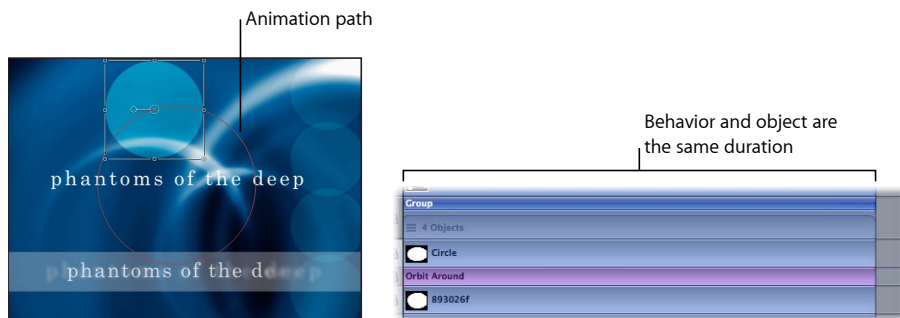 Animation path
phantoms of the deep
phantoms of the deep
Behavior and object are
the same duration
Group
4 Objects
Circle
Orbit Around
893026f